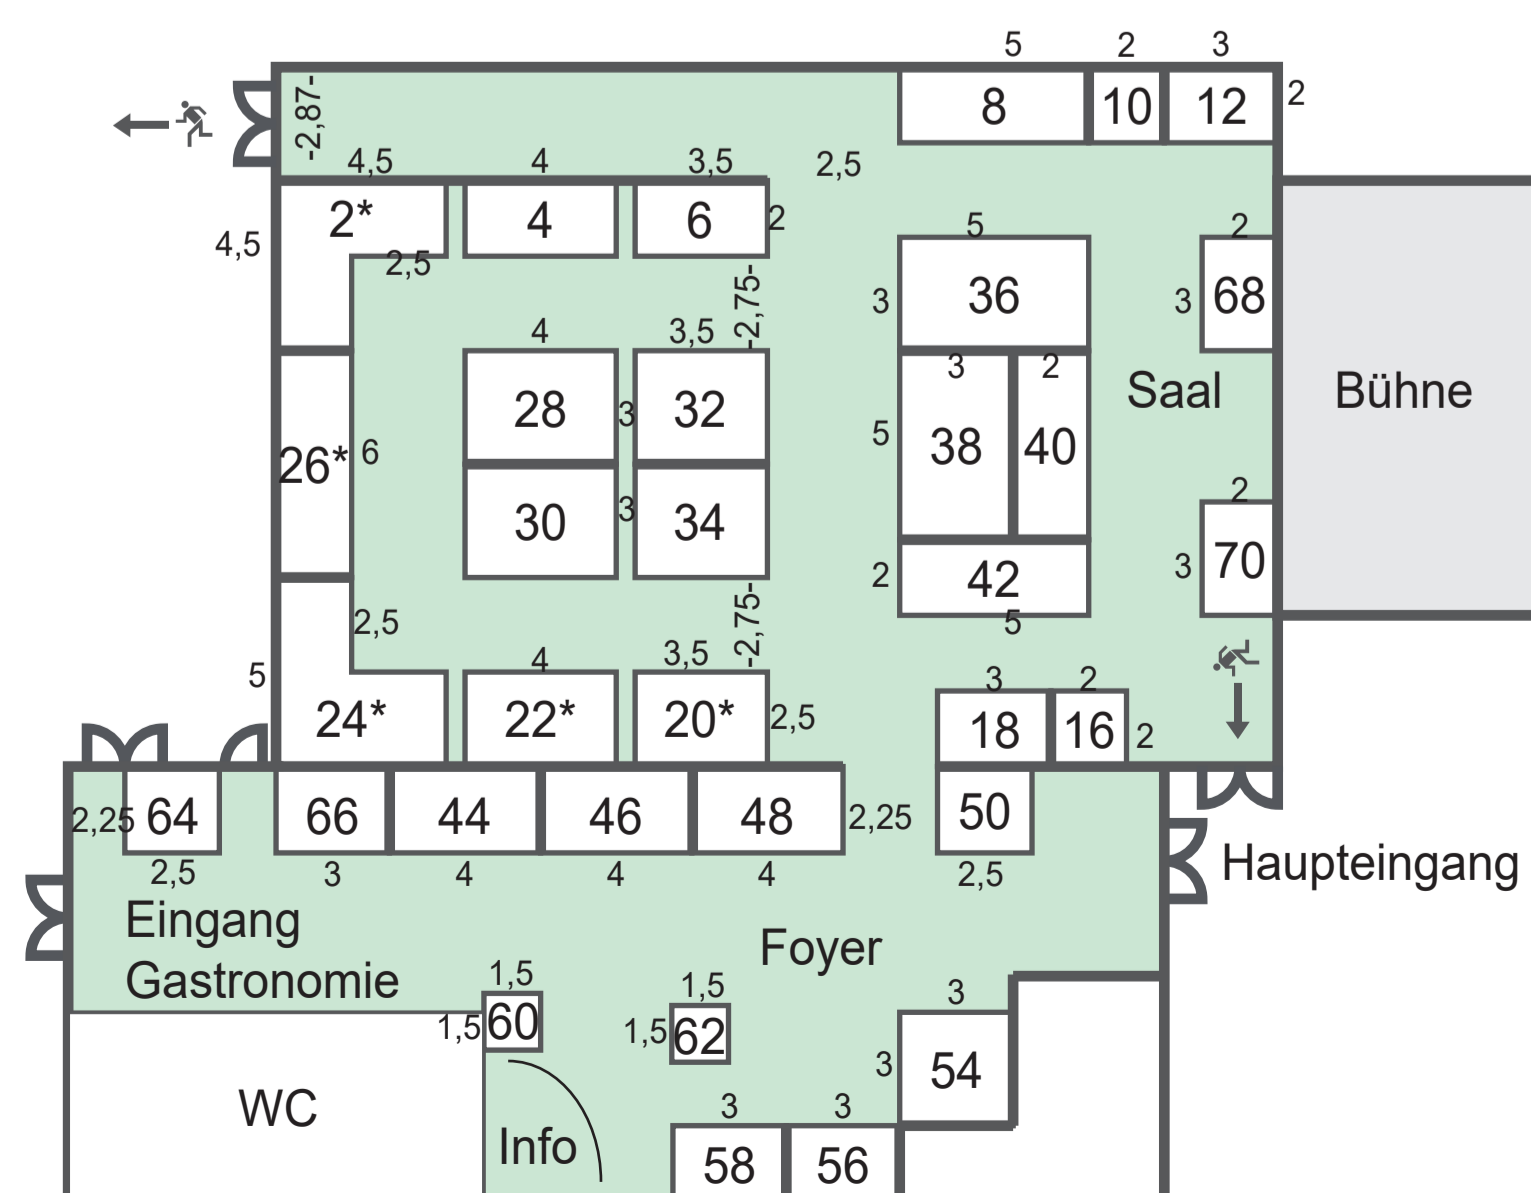 5 2 3
8 10 12 2
-2,87-
4,5 4 3,5 2,5
2* 4 6 2
4,5
2,5
5 2
36 68
3 3
-2,75-
4 3,5
28 3 32
3 2
38 40
5
Saal Bühne
26* 6
30 3 34
2
70
3
2 42
5
2,5
-2,75-
4 3,5
5
24* 22* 20* 2,5
3 2
18 16 2
2,25 64 66 44 46 48 2,25 50
2,5 3 4 4 4 2,5
Haupteingang
Eingang
Gastronomie
Foyer
1,5 1,5 3
1,5 60 1,5 62
3 54
WC
Info
3 3
58 56